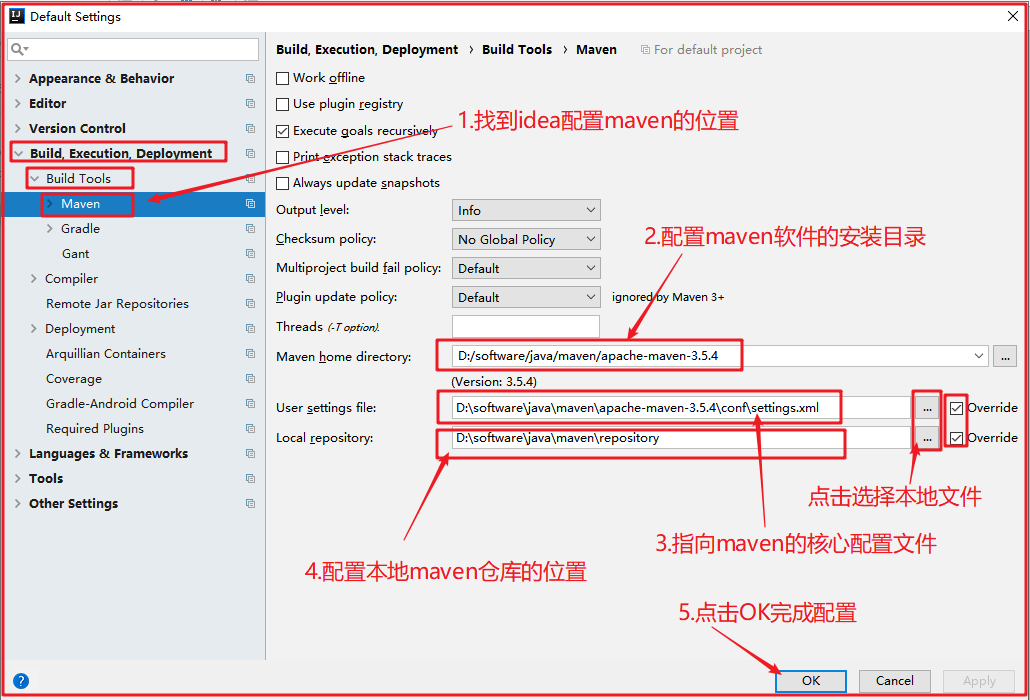 Default Settings
Build, Execution, Deployment › Build Tools › Maven For default project
Appearance & Behavior
Editor
Version Control
Build, Execution, Deployment
Build Tools
Maven
Gradle
Gant
Compiler
Remote Jar Repositories
Deployment
Arquillian Containers
Coverage
Gradle-Android Compiler
Required Plugins
Languages & Frameworks
Tools
Other Settings
Work offline
Use plugin registry
Execute goals recursively
Print exception stack traces
Always update snapshots
1.找到idea配置maven的位置
Output level: Info
Checksum policy: No Global Policy
Multiproject build fail policy: Default
Plugin update policy: Default ignored by Maven 3+
Threads (-T option).
2.配置maven软件的安装目录
Maven home directory: D:/software/java/maven/apache-maven-3.5.4 ...
(Version: 3.5.4)
User settings file: D:\software\java\maven\apache-maven-3.5.4\conf\settings.xml ... Override
Local repository: D:\software\java\maven\repository ... Override
点击选择本地文件
3.指向maven的核心配置文件
4.配置本地maven仓库的位置
5.点击OK完成配置
? OK Cancel Apply